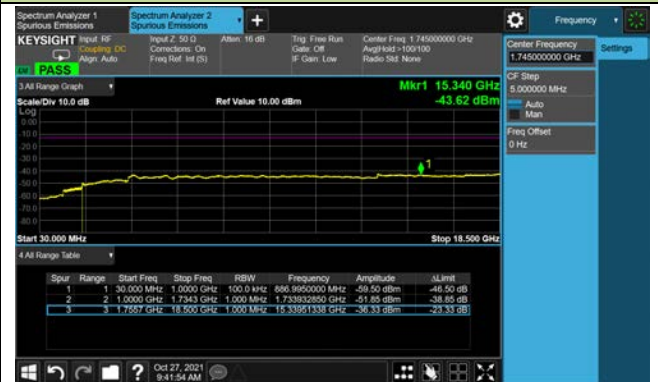 Spectrum Analyzer 1
Spurious Emissions
Spectrum Analyzer 2
Spurious Emissions
Frequency
KEYSIGHT
Input: RF
Coupling: DC
Align: Auto
Input Z: 50 Ω
Corrections: On
Freq Ref: Int (S)
Atten: 16 dB
Trig: Free Run
Gate: Off
IF Gain: Low
Center Freq: 1.745000000 GHz
Avg|Hold:>100/100
Radio Std: None
PASS
Center Frequency
1.745000000 GHz
Settings
CF Step
5.000000 MHz
Auto
Man
Freq Offset
0 Hz
3 All Range Graph
Mkr1 15.340 GHz
Scale/Div 10.0 dB
Ref Value 10.00 dBm
-43.62 dBm
Log
0.00
-10.0
-20.0
-30.0
-40.0
-50.0
-60.0
-70.0
-80.0
1
Start 30.000 MHz
Stop 18.500 GHz
4 All Range Table
Spur Range Start Freq Stop Freq RBW Frequency Amplitude ΔLimit
1 1 30.000 MHz 1.0000 GHz 100.0 kHz 886.9950000 MHz -59.50 dBm -46.50 dB
2 2 1.0000 GHz 1.7343 GHz 1.000 MHz 1.733932850 GHz -51.85 dBm -38.85 dB
3 3 1.7557 GHz 18.500 GHz 1.000 MHz 15.33951338 GHz -36.33 dBm -23.33 dB
Oct 27, 2021
9:41:54 AM